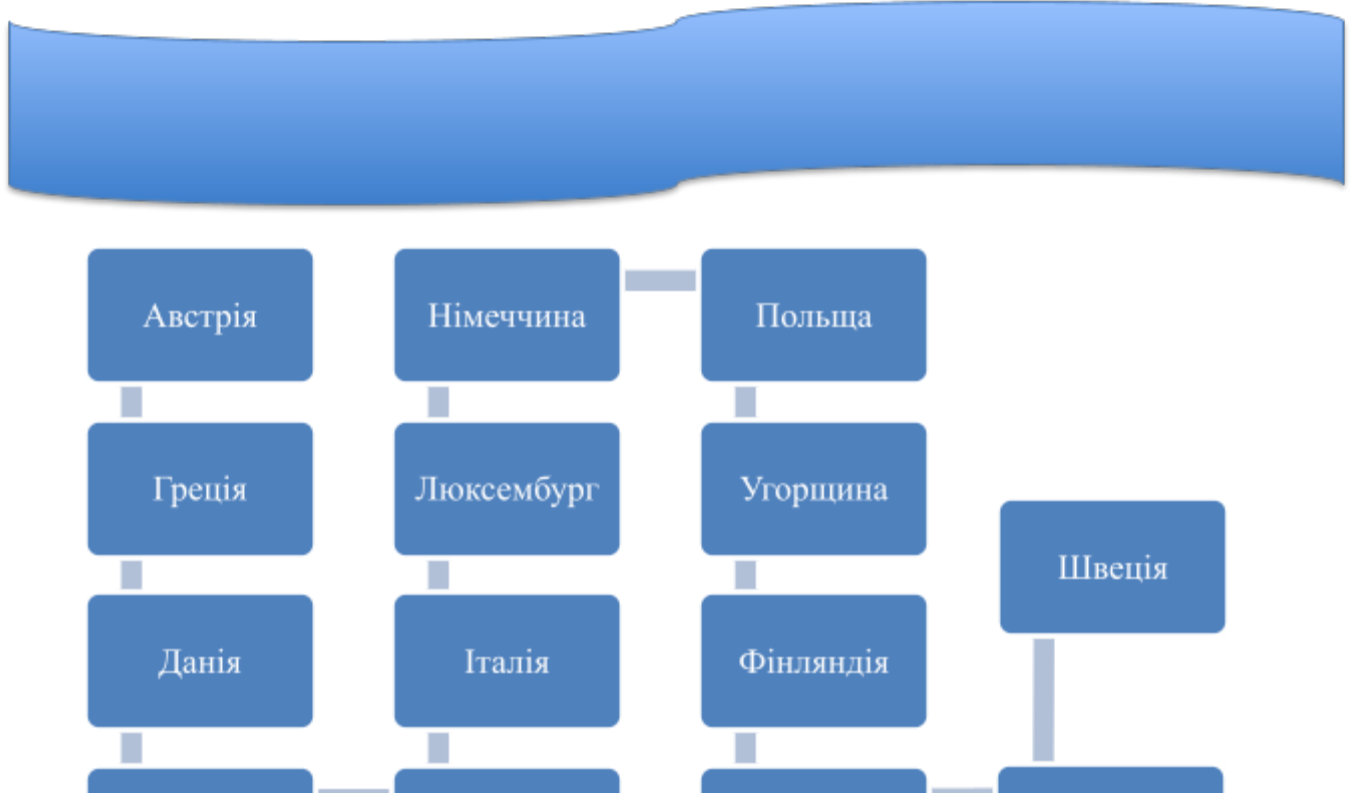 Австрія
Німеччина
Польща
Греція
Люксембург
Угорщина
Швеція
Данія
Італія
Фінляндія